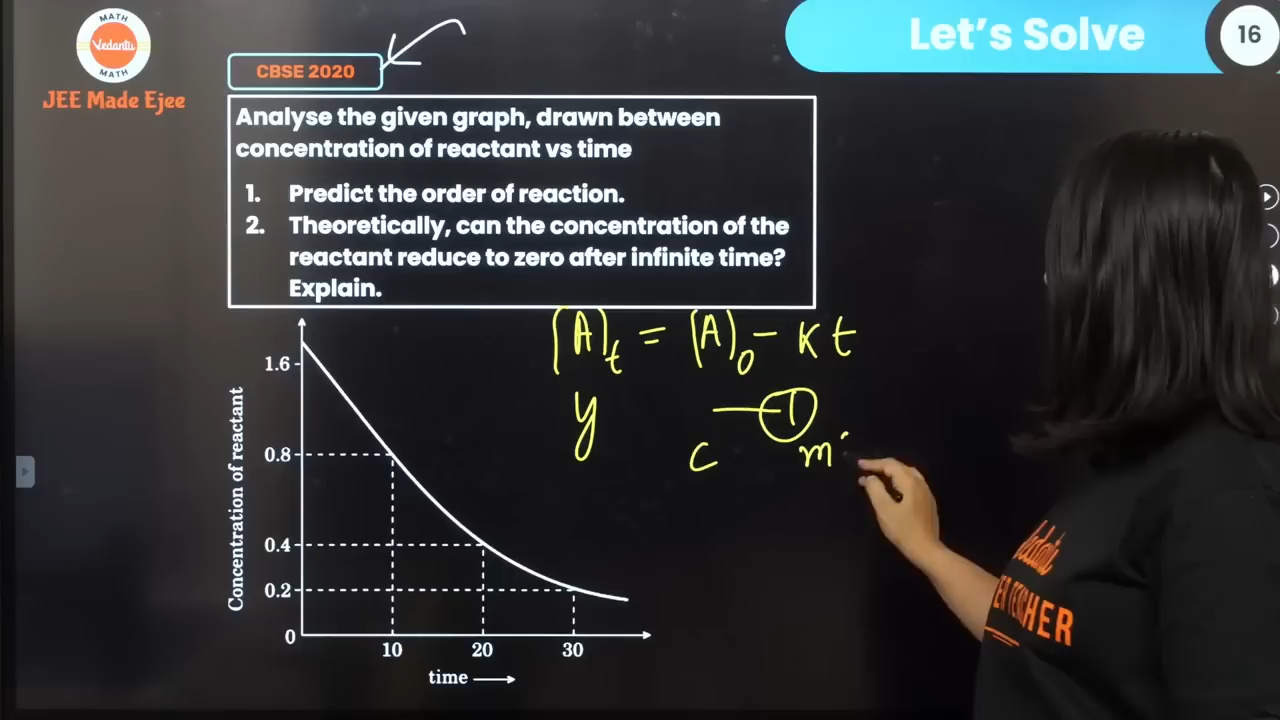 MATH
Vedantu
MATH
JEE Made Ejee
Let's Solve
16
CBSE 2020
Analyse the given graph, drawn between
concentration of reactant vs time
1. Predict the order of reaction.
2. Theoretically, can the concentration of the
reactant reduce to zero after infinite time?
Explain.
[A]t = [A]0 - Kt
y
1
c m
Concentration of reactant
1.6
0.8
0.4
0.2
0
10 20 30
time
Vedantu
TEACHER